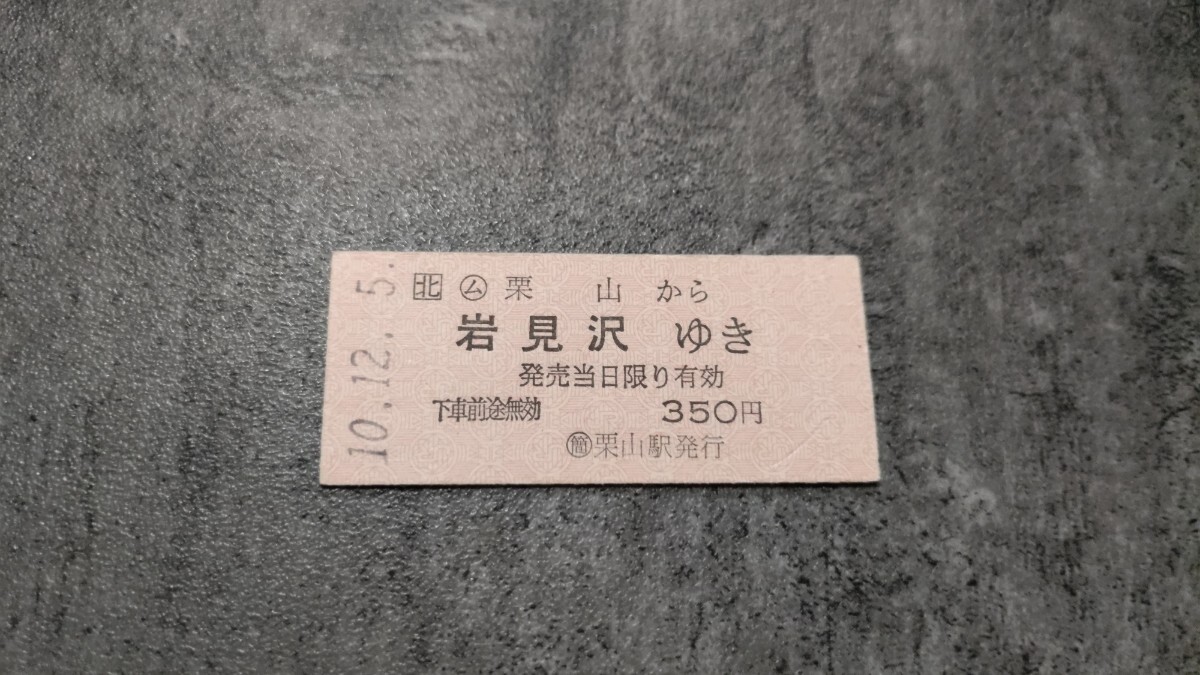 10.12.-5.
北 ム 栗 山 から
岩見沢 ゆき
発売当日限り有効
下車前途無効 350円
簡 栗山駅発行